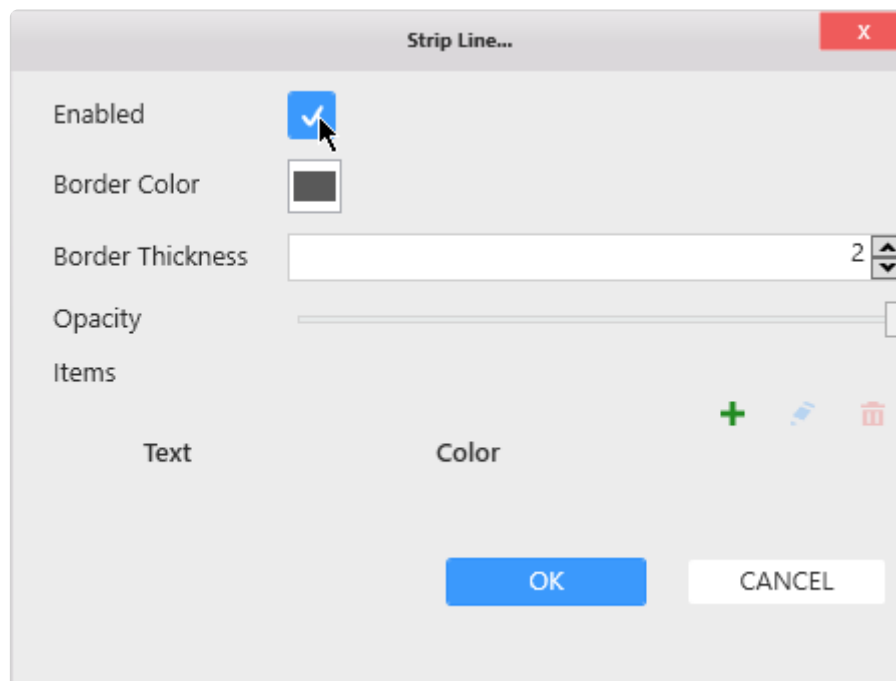 Strip Line...
X
Enabled
Border Color
Border Thickness 2
Opacity
Items
Text Color
OK CANCEL